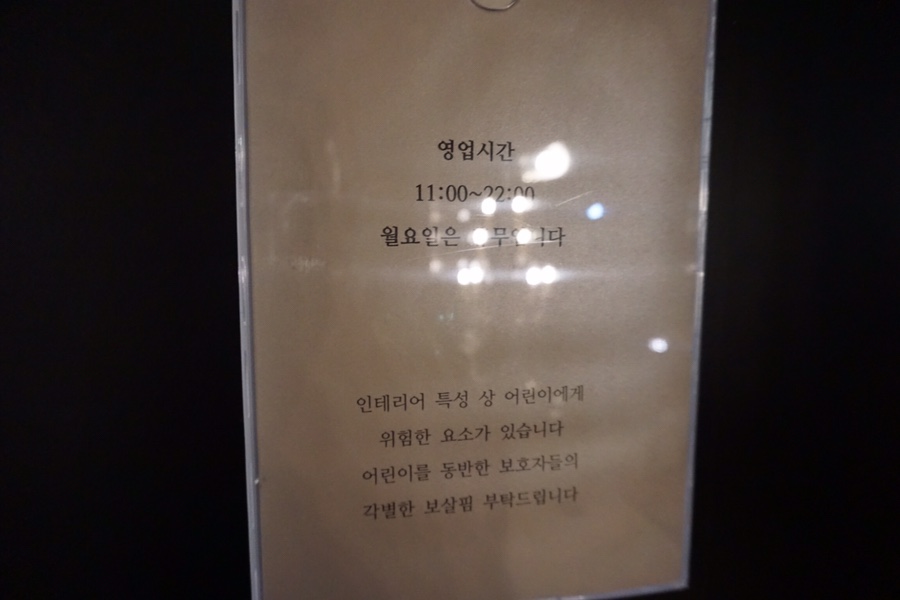 영업시간
11:00~22:00
월요일은
인테리어 특성 상 어린이에게
위험한 요소가 있습니다
어린이를 동반한 보호자들의
각별한 보살핌 부탁드립니다